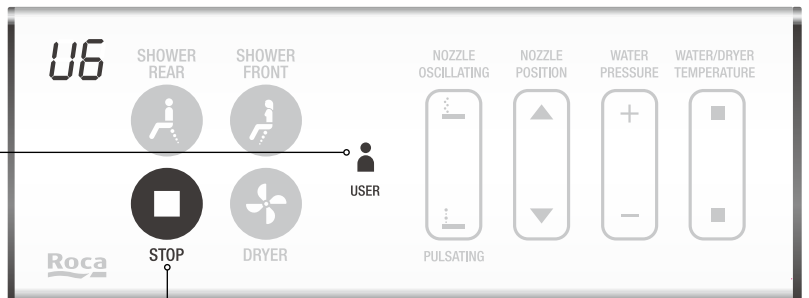 U6
SHOWER
REAR
SHOWER
FRONT
NOZZLE
OSCILLATING
NOZZLE
POSITION
WATER
PRESSURE
WATER/DRYER
TEMPERATURE
USER
STOP
DRYER
PULSATING
Roca